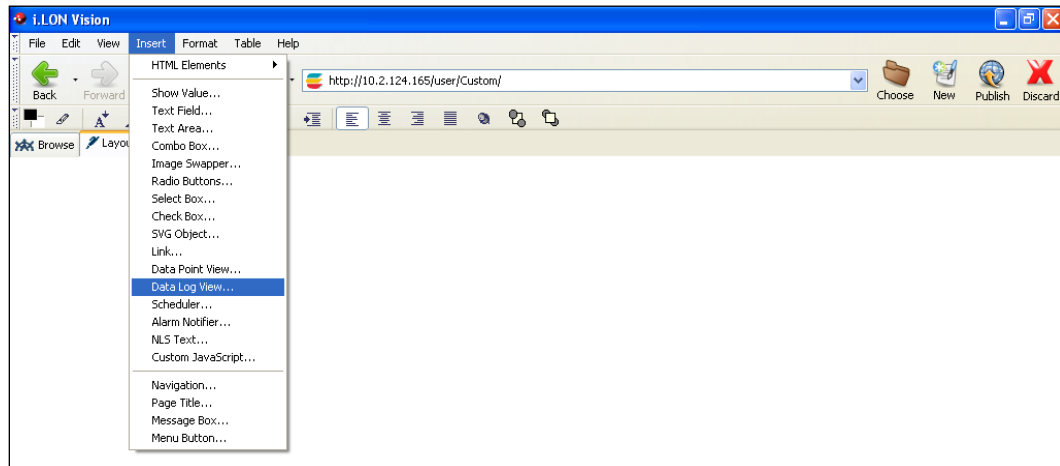 i.LON Vision
File Edit View Insert Format Table Help
http://10.2.124.165/user/Custom/
Back Forward Choose New Publish Discard
Browse
HTML Elements
Show Value...
Text Field...
Text Area...
Combo Box...
Image Swapper...
Radio Buttons...
Select Box...
Check Box...
SVG Object...
Link...
Data Point View...
Data Log View...
Scheduler...
Alarm Notifier...
NLS Text...
Custom JavaScript...
Navigation...
Page Title...
Message Box...
Menu Button...